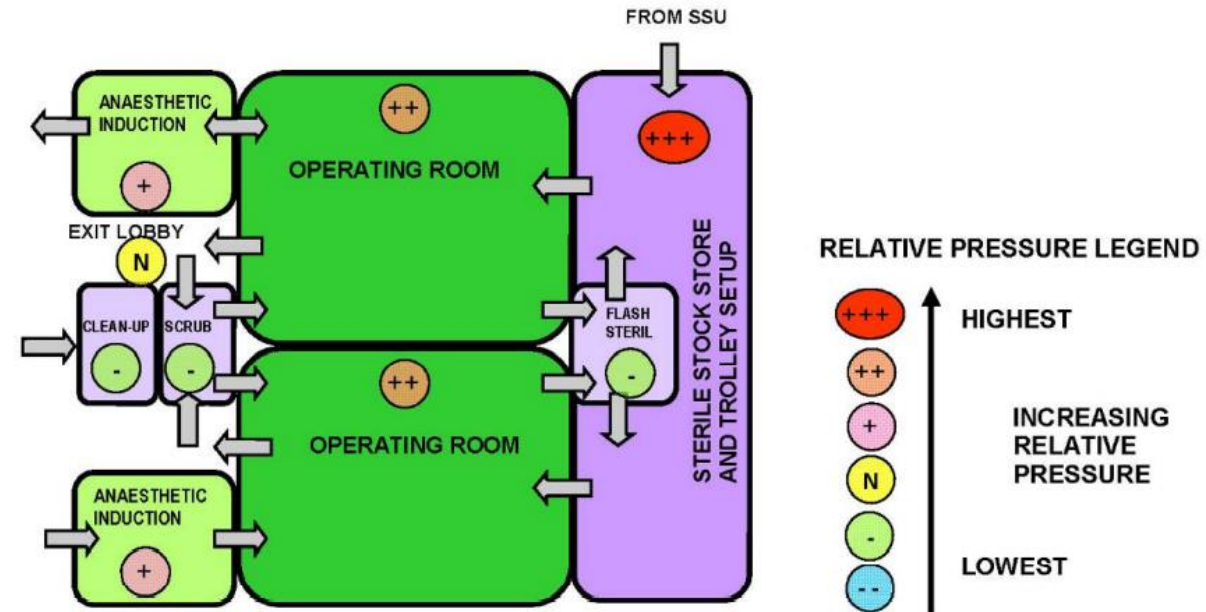 FROM SSU
ANAESTHETIC
INDUCTION
+
++
OPERATING ROOM
+++
EXIT LOBBY
N
CLEAN-UP
-
SCRUB
-
FLASH
STERIL
-
STERILE STOCK STORE
AND TROLLEY SETUP
++
OPERATING ROOM
ANAESTHETIC
INDUCTION
+
RELATIVE PRESSURE LEGEND
+++
HIGHEST
++
+
INCREASING
RELATIVE
PRESSURE
N
-
LOWEST
--